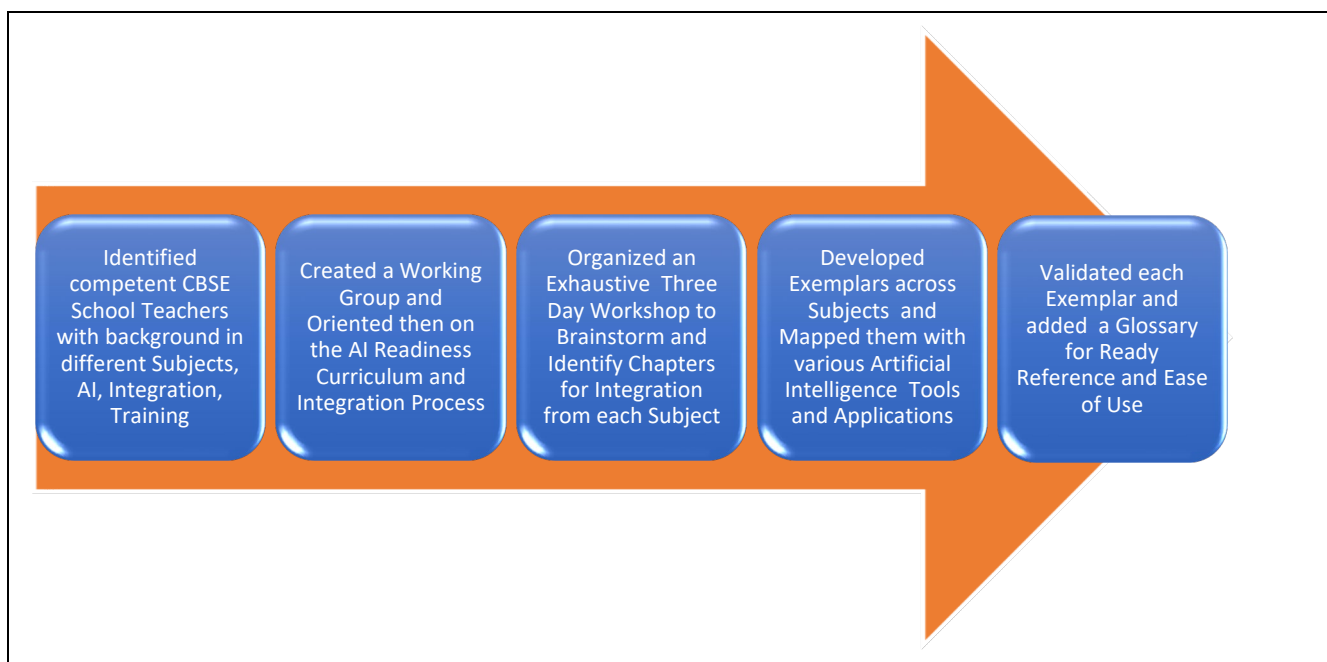 Identified
competent CBSE
School Teachers
with background in
different Subjects,
AI, Integration,
Training
Created a Working
Group and
Oriented then on
the AI Readiness
Curriculum and
Integration Process
Organized an
Exhaustive Three
Day Workshop to
Brainstorm and
Identify Chapters
for Integration
from each Subject
Developed
Exemplars across
Subjects and
Mapped them with
various Artificial
Intelligence Tools
and Applications
Validated each
Exemplar and
added a Glossary
for Ready
Reference and Ease
of Use